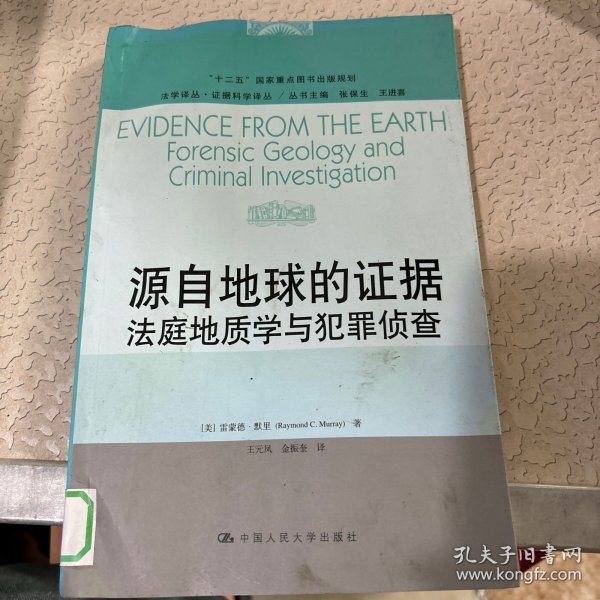 “十二五”国家重点图书出版规划
法学译丛·证据科学译丛 / 丛书主编 张保生 王进喜
EVIDENCE FROM THE EARTH
Forensic Geology and
Criminal Investigation
源自地球的证据
法庭地质学与犯罪侦查
[美] 雷蒙德·默里 (Raymond C. Murray) 著
王元凤 金振奎 译
中国人民大学出版社
孔夫子旧书网
www.kongfz.com